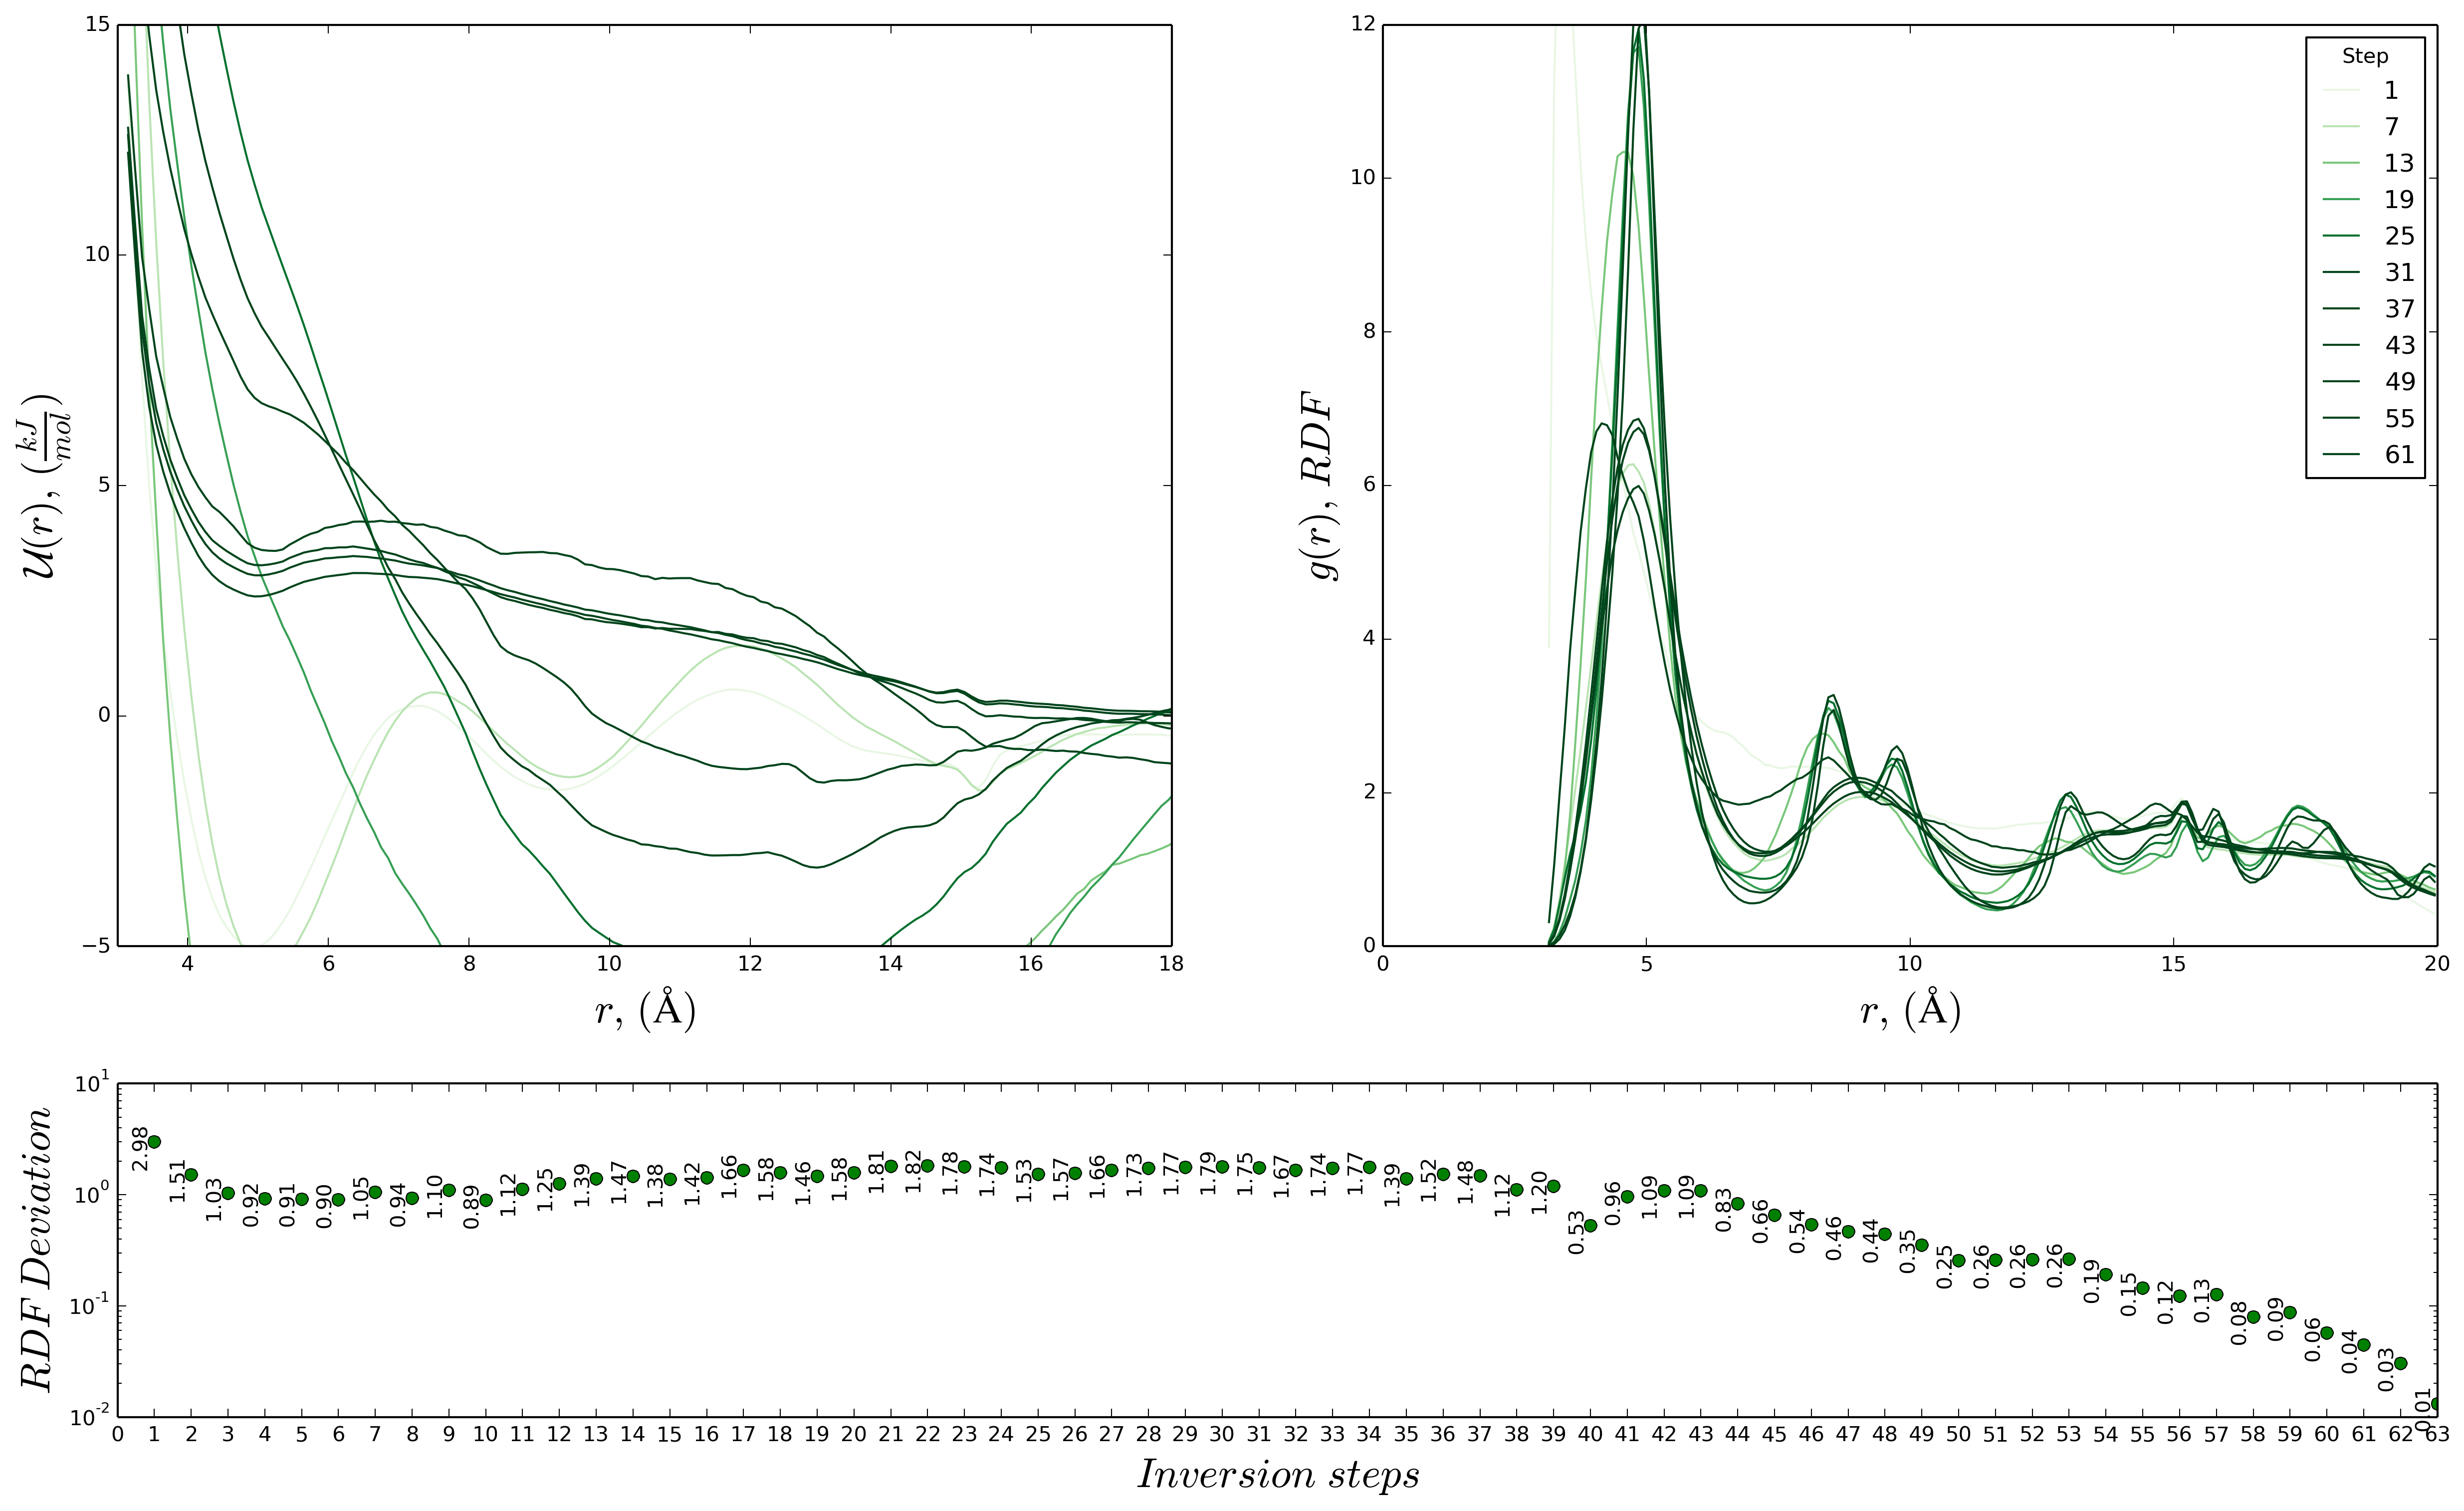 15
10
5
0
−5
4 6 8 10 12 14 16 18
𝒰(r), (kJ/mol)
r, (Å)
12
10
8
6
4
2
0
0 5 10 15 20
g(r), RDF
r, (Å)
Step
1
7
13
19
25
31
37
43
49
55
61
10^1
10^0
10^-1
10^-2
RDF Deviation
2.98 1.51 1.03 0.92 0.91 0.90 1.05 0.94 1.10 0.89 1.12 1.25 1.39 1.47 1.38 1.42 1.66 1.58 1.46 1.58 1.81 1.82 1.78 1.74 1.53 1.57 1.66 1.73 1.77 1.79 1.75 1.67 1.74 1.77 1.39 1.52 1.48 1.12 1.20 0.53 0.96 1.09 1.09 0.83 0.66 0.54 0.46 0.44 0.35 0.25 0.26 0.26 0.26 0.19 0.15 0.12 0.13 0.08 0.09 0.06 0.04 0.03 0.01
0 1 2 3 4 5 6 7 8 9 10 11 12 13 14 15 16 17 18 19 20 21 22 23 24 25 26 27 28 29 30 31 32 33 34 35 36 37 38 39 40 41 42 43 44 45 46 47 48 49 50 51 52 53 54 55 56 57 58 59 60 61 62 63
Inversion steps